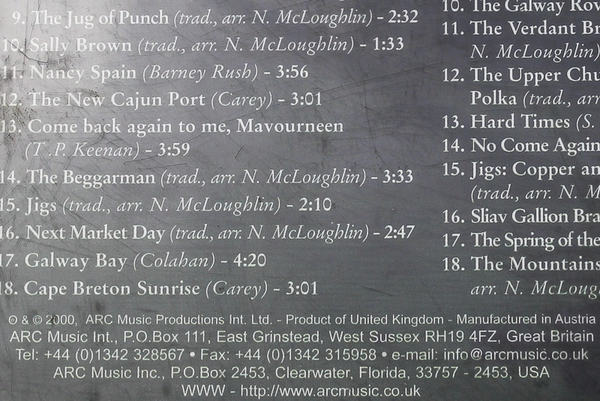 9. The Jug of Punch (trad., arr. N. McLoughlin) - 2:32
10. Sally Brown (trad., arr. N. McLoughlin) - 1:33
11. Nancy Spain (Barney Rush) - 3:56
12. The New Cajun Port (Carey) - 3:01
13. Come back again to me, Mavourneen
(T .P. Keenan) - 3:59
14. The Beggarman (trad., arr. N. McLoughlin) - 3:33
15. Jigs (trad., arr. N. McLoughlin) - 2:10
16. Next Market Day (trad., arr. N. McLoughlin) - 2:47
17. Galway Bay (Colahan) - 4:20
18. Cape Breton Sunrise (Carey) - 3:01
10. The Galway Rov
11. The Verdant Br
N. McLoughlin)
12. The Upper Chu
Polka (trad., arr
13. Hard Times (S.
14. No Come Again
15. Jigs: Copper an
(trad., arr. N. M
16. Sliav Gallion Bra
17. The Spring of the
18. The Mountains
arr. N. McLoug
℗ & © 2000, ARC Music Productions Int. Ltd. - Product of United Kingdom - Manufactured in Austria
ARC Music Int., P.O.Box 111, East Grinstead, West Sussex RH19 4FZ, Great Britain
Tel: +44 (0)1342 328567 • Fax: +44 (0)1342 315958 • e-mail: info@arcmusic.co.uk
ARC Music Inc., P.O.Box 2453, Clearwater, Florida, 33757 - 2453, USA
WWW - http://www.arcmusic.co.uk